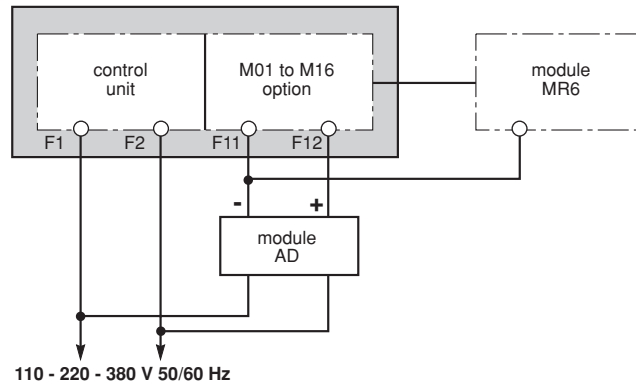 control
unit
M01 to M16
option
module
MR6
F1
F2
F11
F12
-
+
module
AD
110 - 220 - 380 V 50/60 Hz